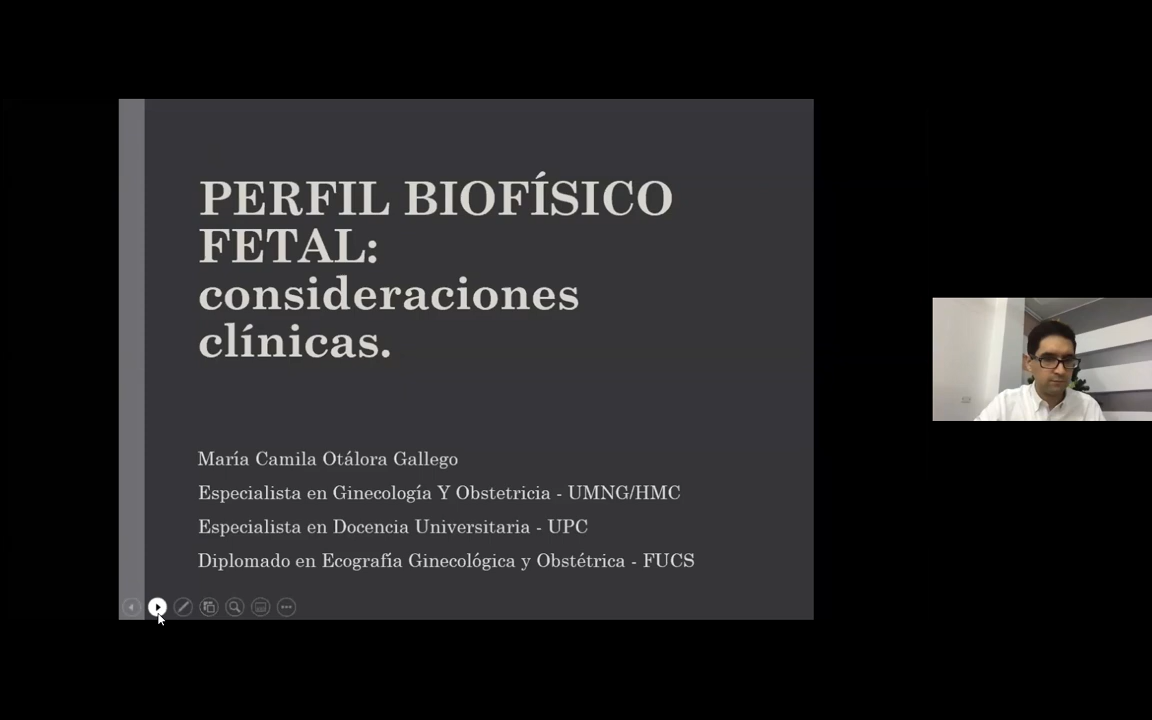 PERFIL BIOFÍSICO
FETAL:
consideraciones
clínicas.
María Camila Otálora Gallego
Especialista en Ginecología Y Obstetricia - UMNG/HMC
Especialista en Docencia Universitaria - UPC
Diplomado en Ecografía Ginecológica y Obstétrica - FUCS